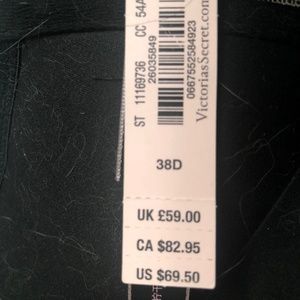 ST 11169736 CC 54A
26035849
0667552584923
VictoriasSecret.com
38D
UK £59.00
CA $82.95
US $69.50